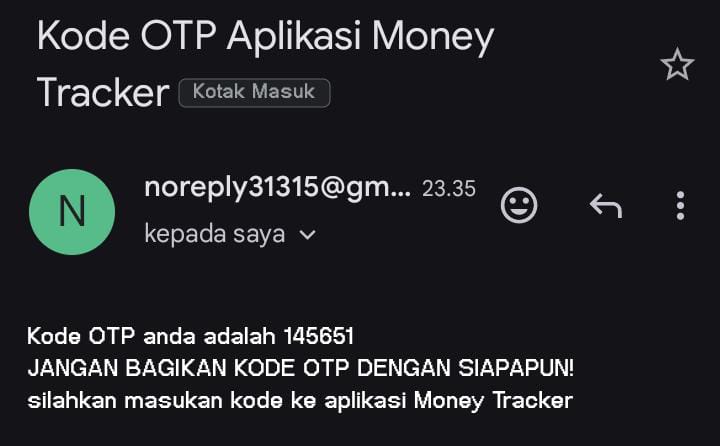 Kode OTP Aplikasi Money
Tracker Kotak Masuk
N
noreply31315@gm... 23.35
kepada saya
Kode OTP anda adalah 145651
JANGAN BAGIKAN KODE OTP DENGAN SIAPAPUN!
silahkan masukan kode ke aplikasi Money Tracker